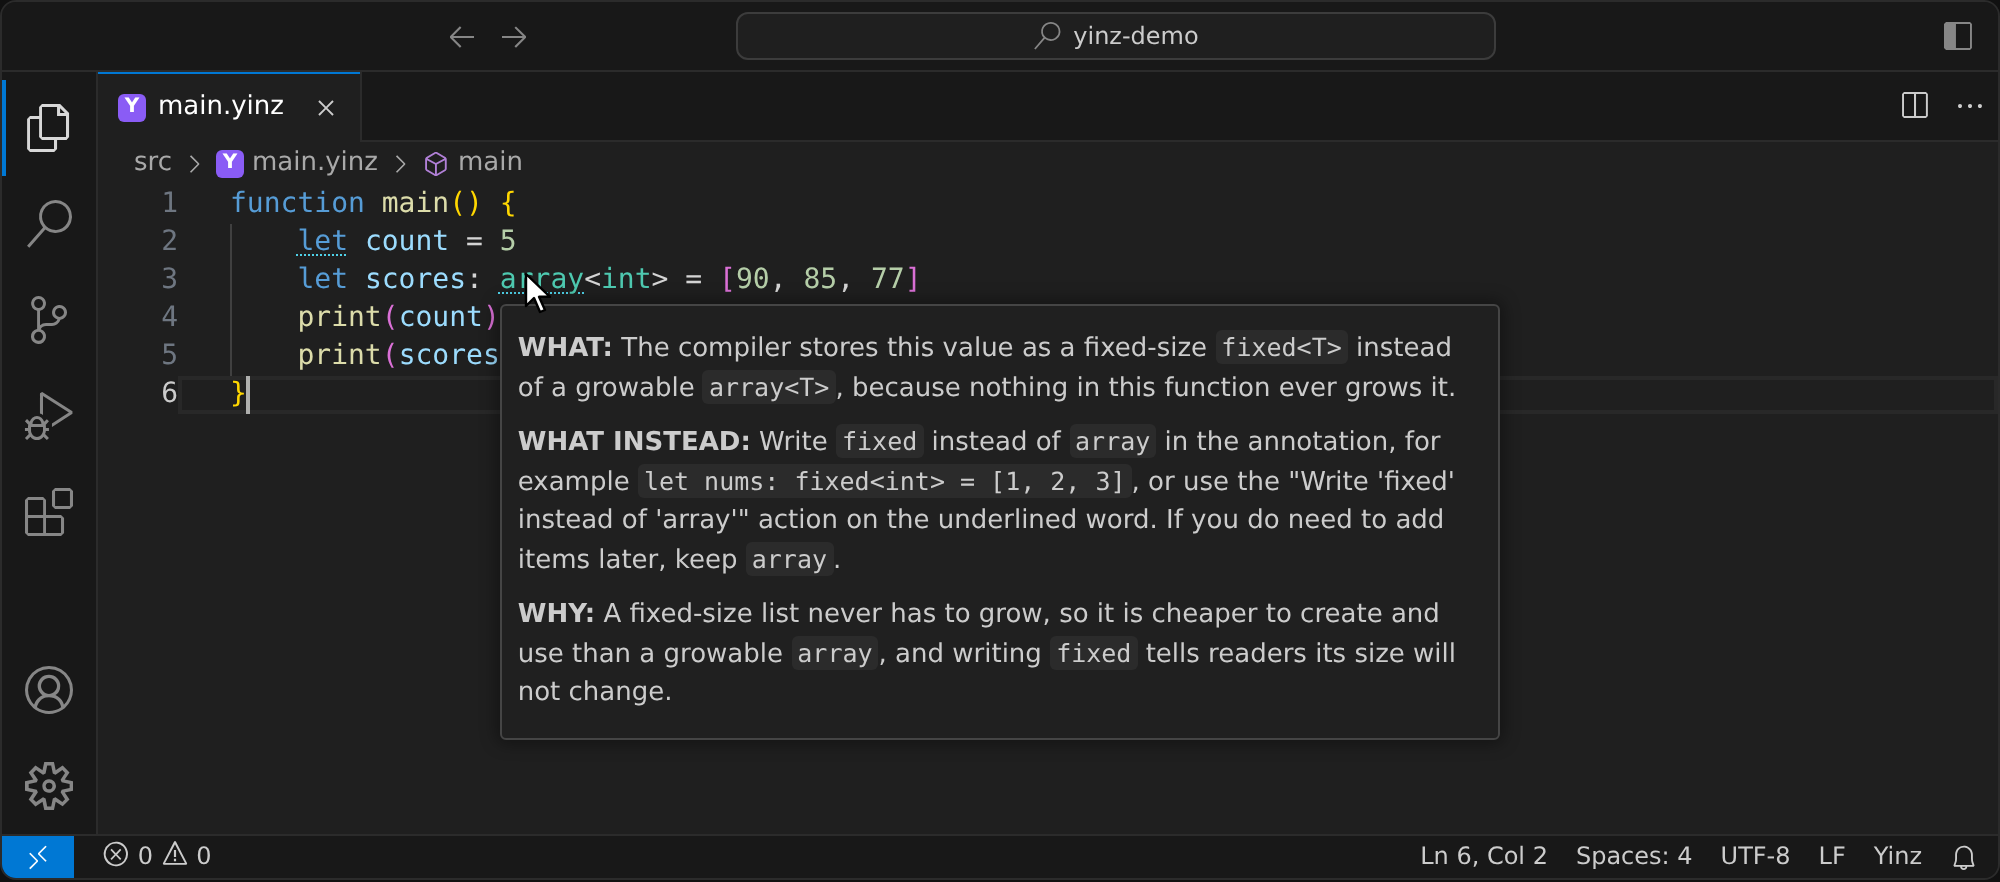 yinz-demo
Y main.yinz
src > Y main.yinz > main
1 function main() {
2 let count = 5
3 let scores: array<int> = [90, 85, 77]
4 print(count)
5 print(scores
6 }
WHAT: The compiler stores this value as a fixed-size fixed<T> instead
of a growable array<T>, because nothing in this function ever grows it.
WHAT INSTEAD: Write fixed instead of array in the annotation, for
example let nums: fixed<int> = [1, 2, 3], or use the "Write 'fixed'
instead of 'array'" action on the underlined word. If you do need to add
items later, keep array.
WHY: A fixed-size list never has to grow, so it is cheaper to create and
use than a growable array, and writing fixed tells readers its size will
not change.
0 0 Ln 6, Col 2 Spaces: 4 UTF-8 LF Yinz